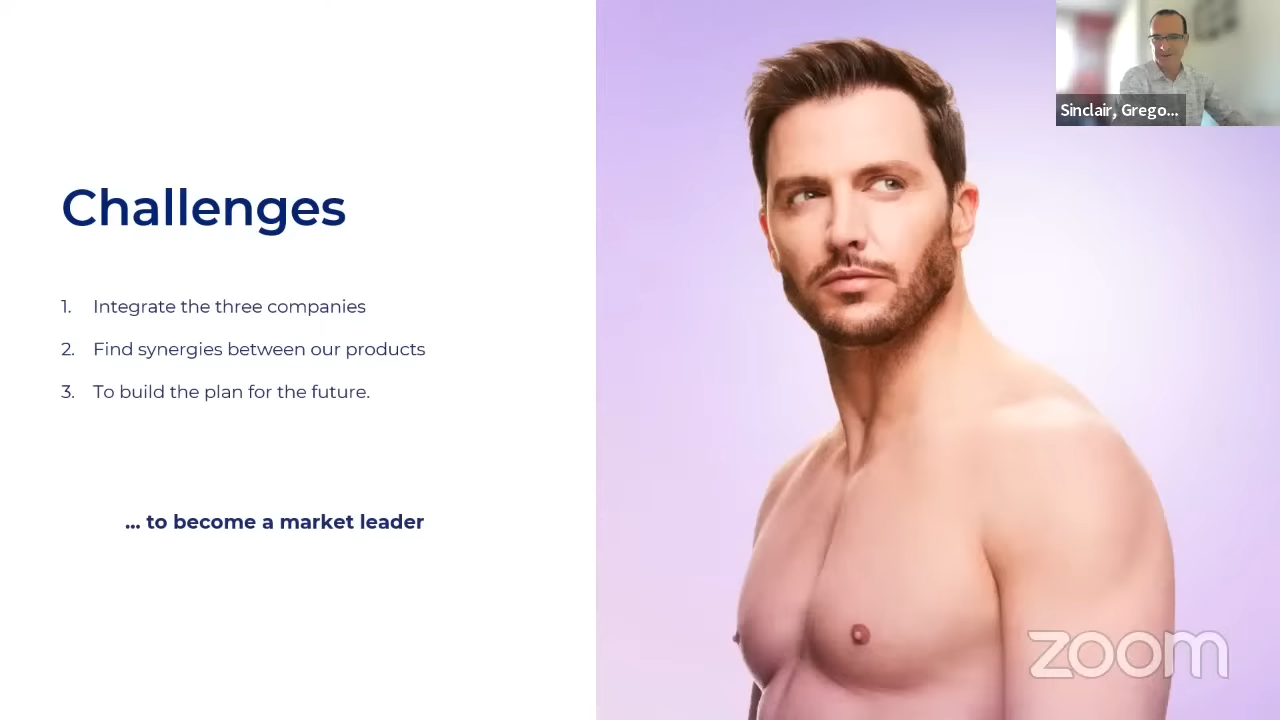 Challenges
1. Integrate the three companies
2. Find synergies between our products
3. To build the plan for the future.
... to become a market leader
Sinclair, Grego...
zoom